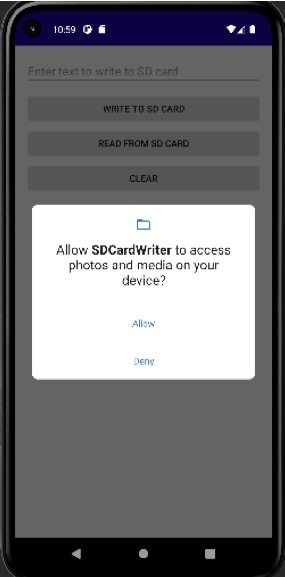 10:59
Enter text to write to SD card
WRITE TO SD CARD
READ FROM SD CARD
CLEAR
Allow SDCardWriter to access
photos and media on your
device?
Allow
Deny